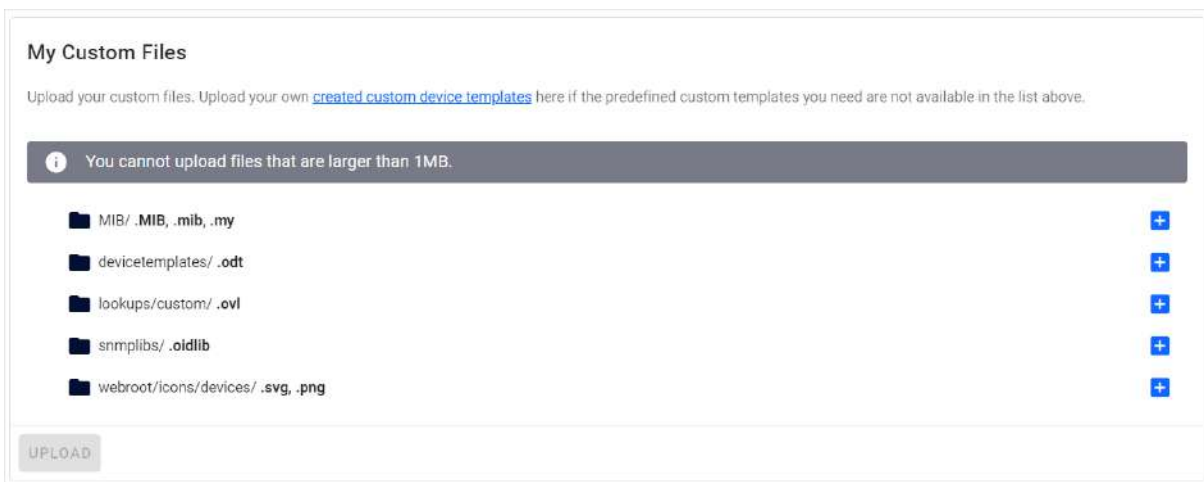 My Custom Files
Upload your custom files. Upload your own created custom device templates here if the predefined custom templates you need are not available in the list above.
You cannot upload files that are larger than 1MB.
MIB/ .MIB, .mib, .my
devicetemplates/ .odt
lookups/custom/ .ovl
snmplibs/ .oidlib
webroot/icons/devices/ .svg, .png
UPLOAD